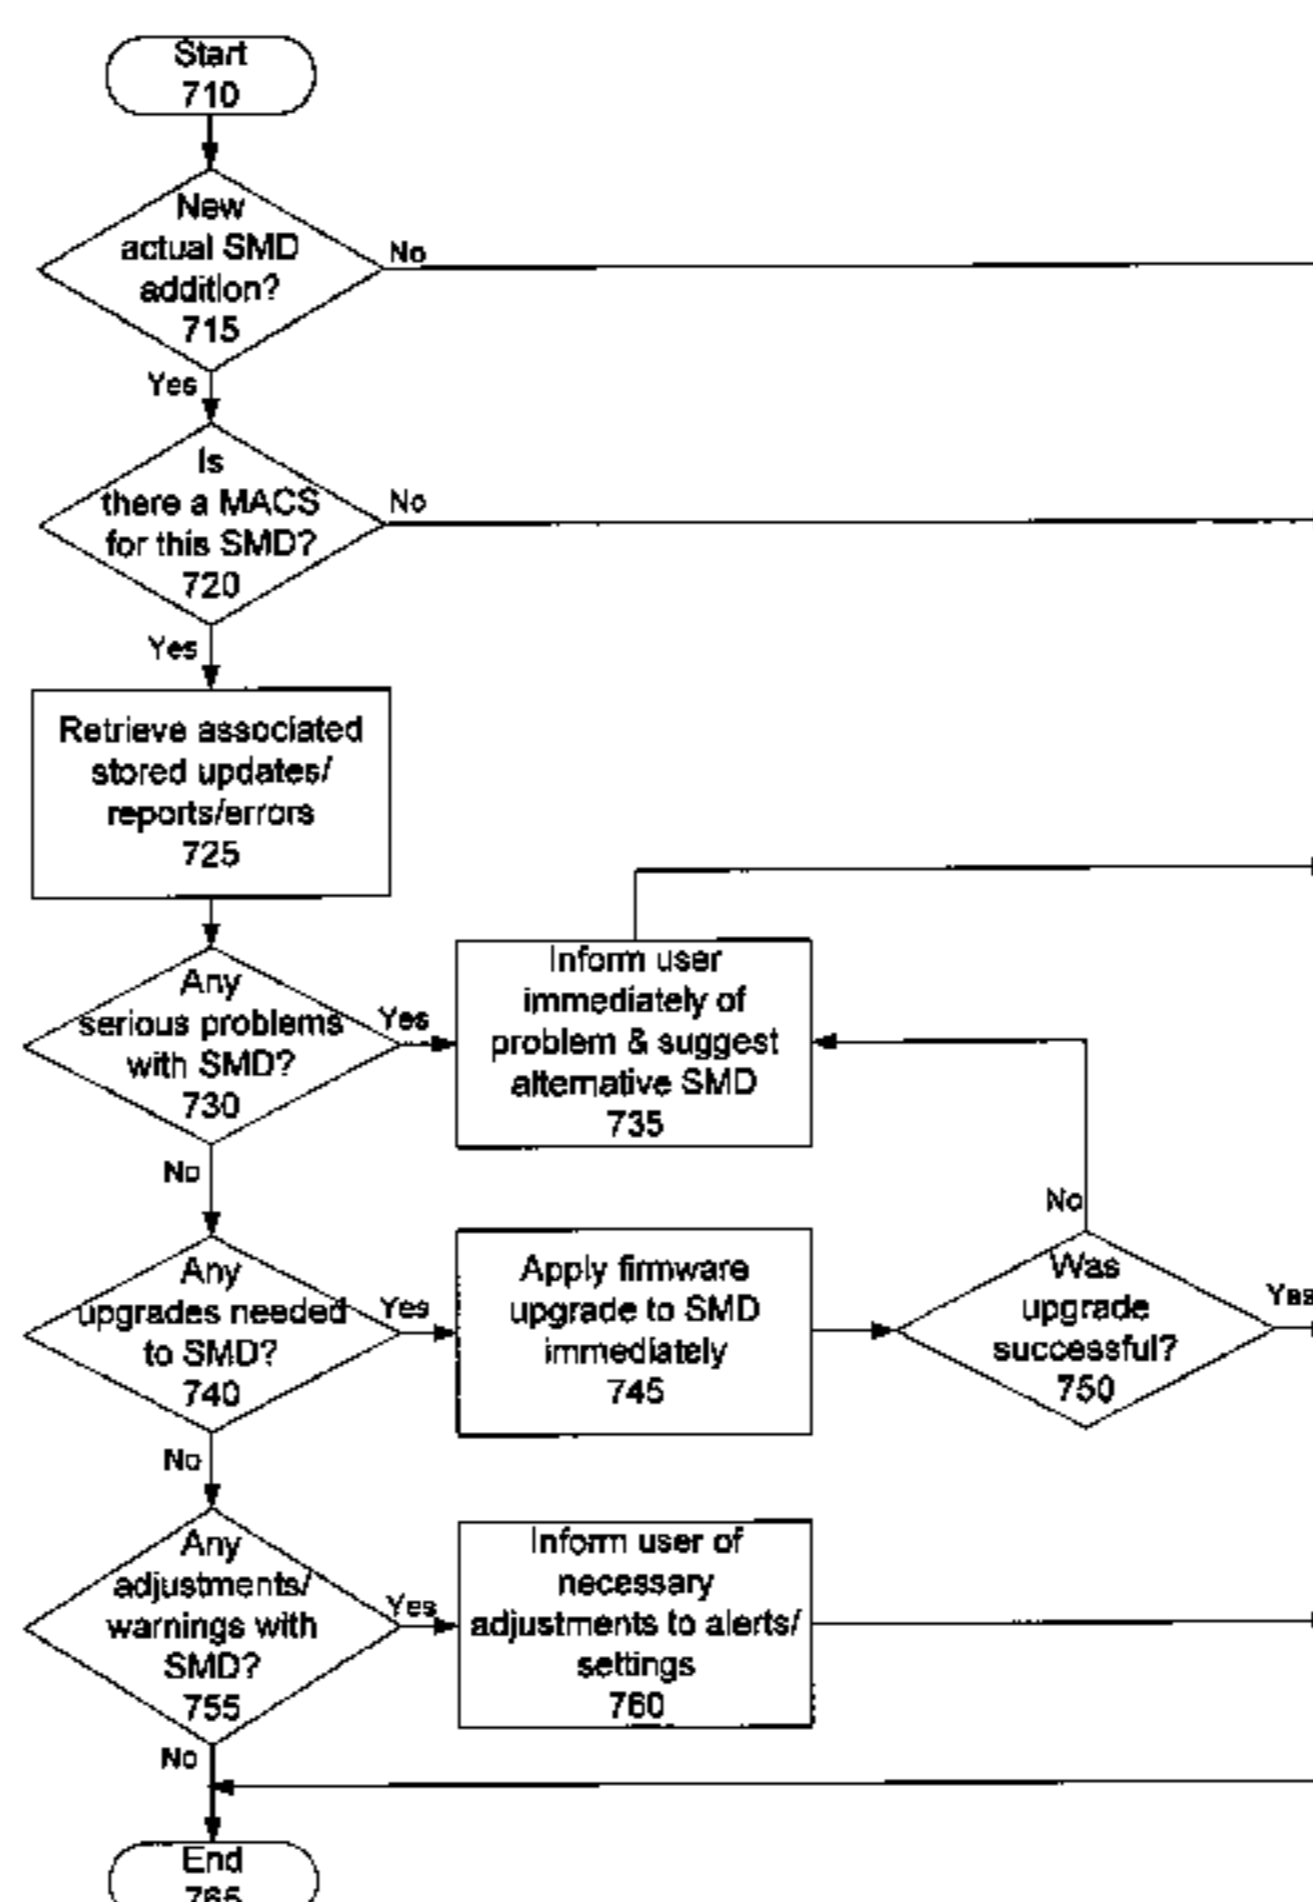 Start
710
New
actual SMD
addition?
715
No
Yes
Is
there a MACS
for this SMD?
720
No
Yes
Retrieve associated
stored updates/
reports/errors
725
Any
serious problems
with SMD?
730
Yes
No
Inform user
immediately of
problem & suggest
alternative SMD
735
Any
upgrades needed
to SMD?
740
Yes
No
Apply firmware
upgrade to SMD
immediately
745
No
Was
upgrade
successful?
750
Yes
Any
adjustments/
warnings with
SMD?
755
Yes
No
Inform user of
necessary
adjustments to alerts/
settings
760
End
765